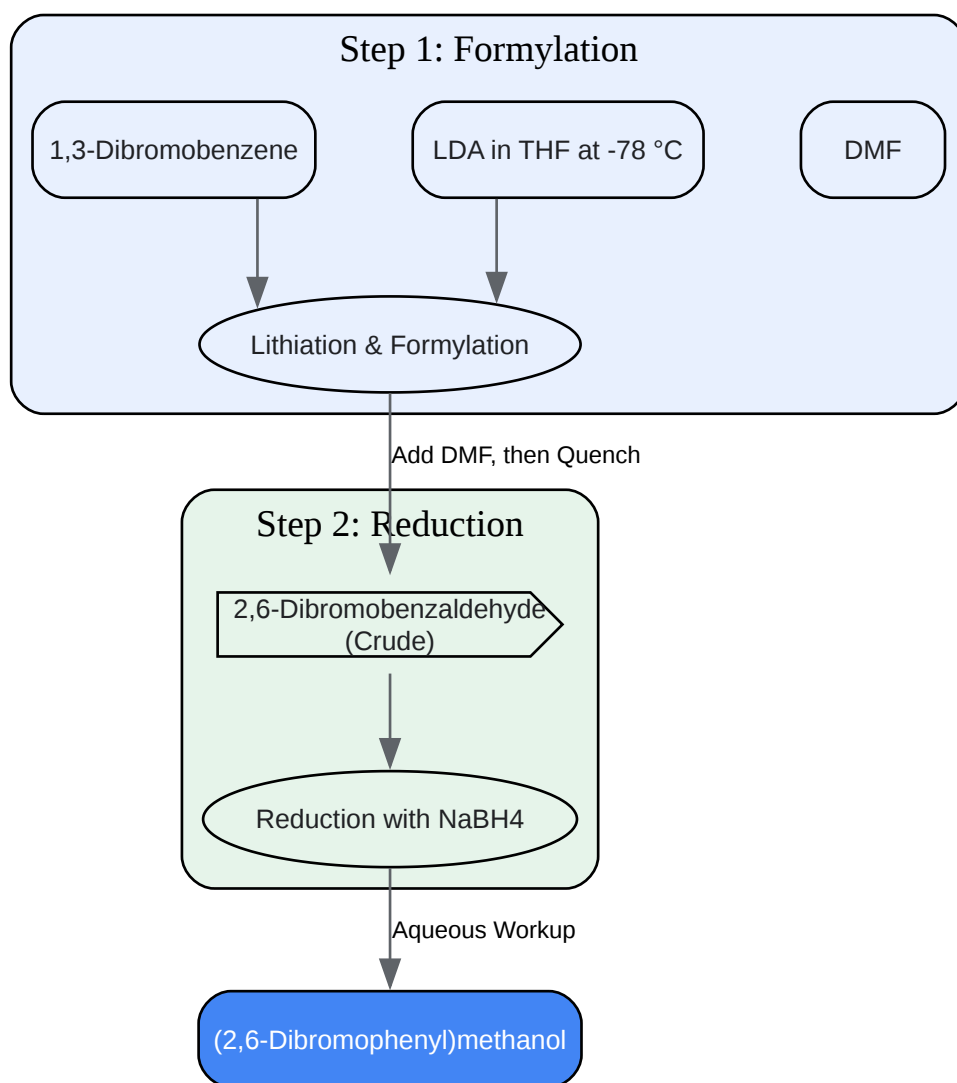 Step 1: Formylation
1,3-Dibromobenzene
LDA in THF at -78 °C
DMF
Lithiation & Formylation
Add DMF, then Quench
Step 2: Reduction
2,6-Dibromobenzaldehyde
(Crude)
Reduction with NaBH4
Aqueous Workup
(2,6-Dibromophenyl)methanol